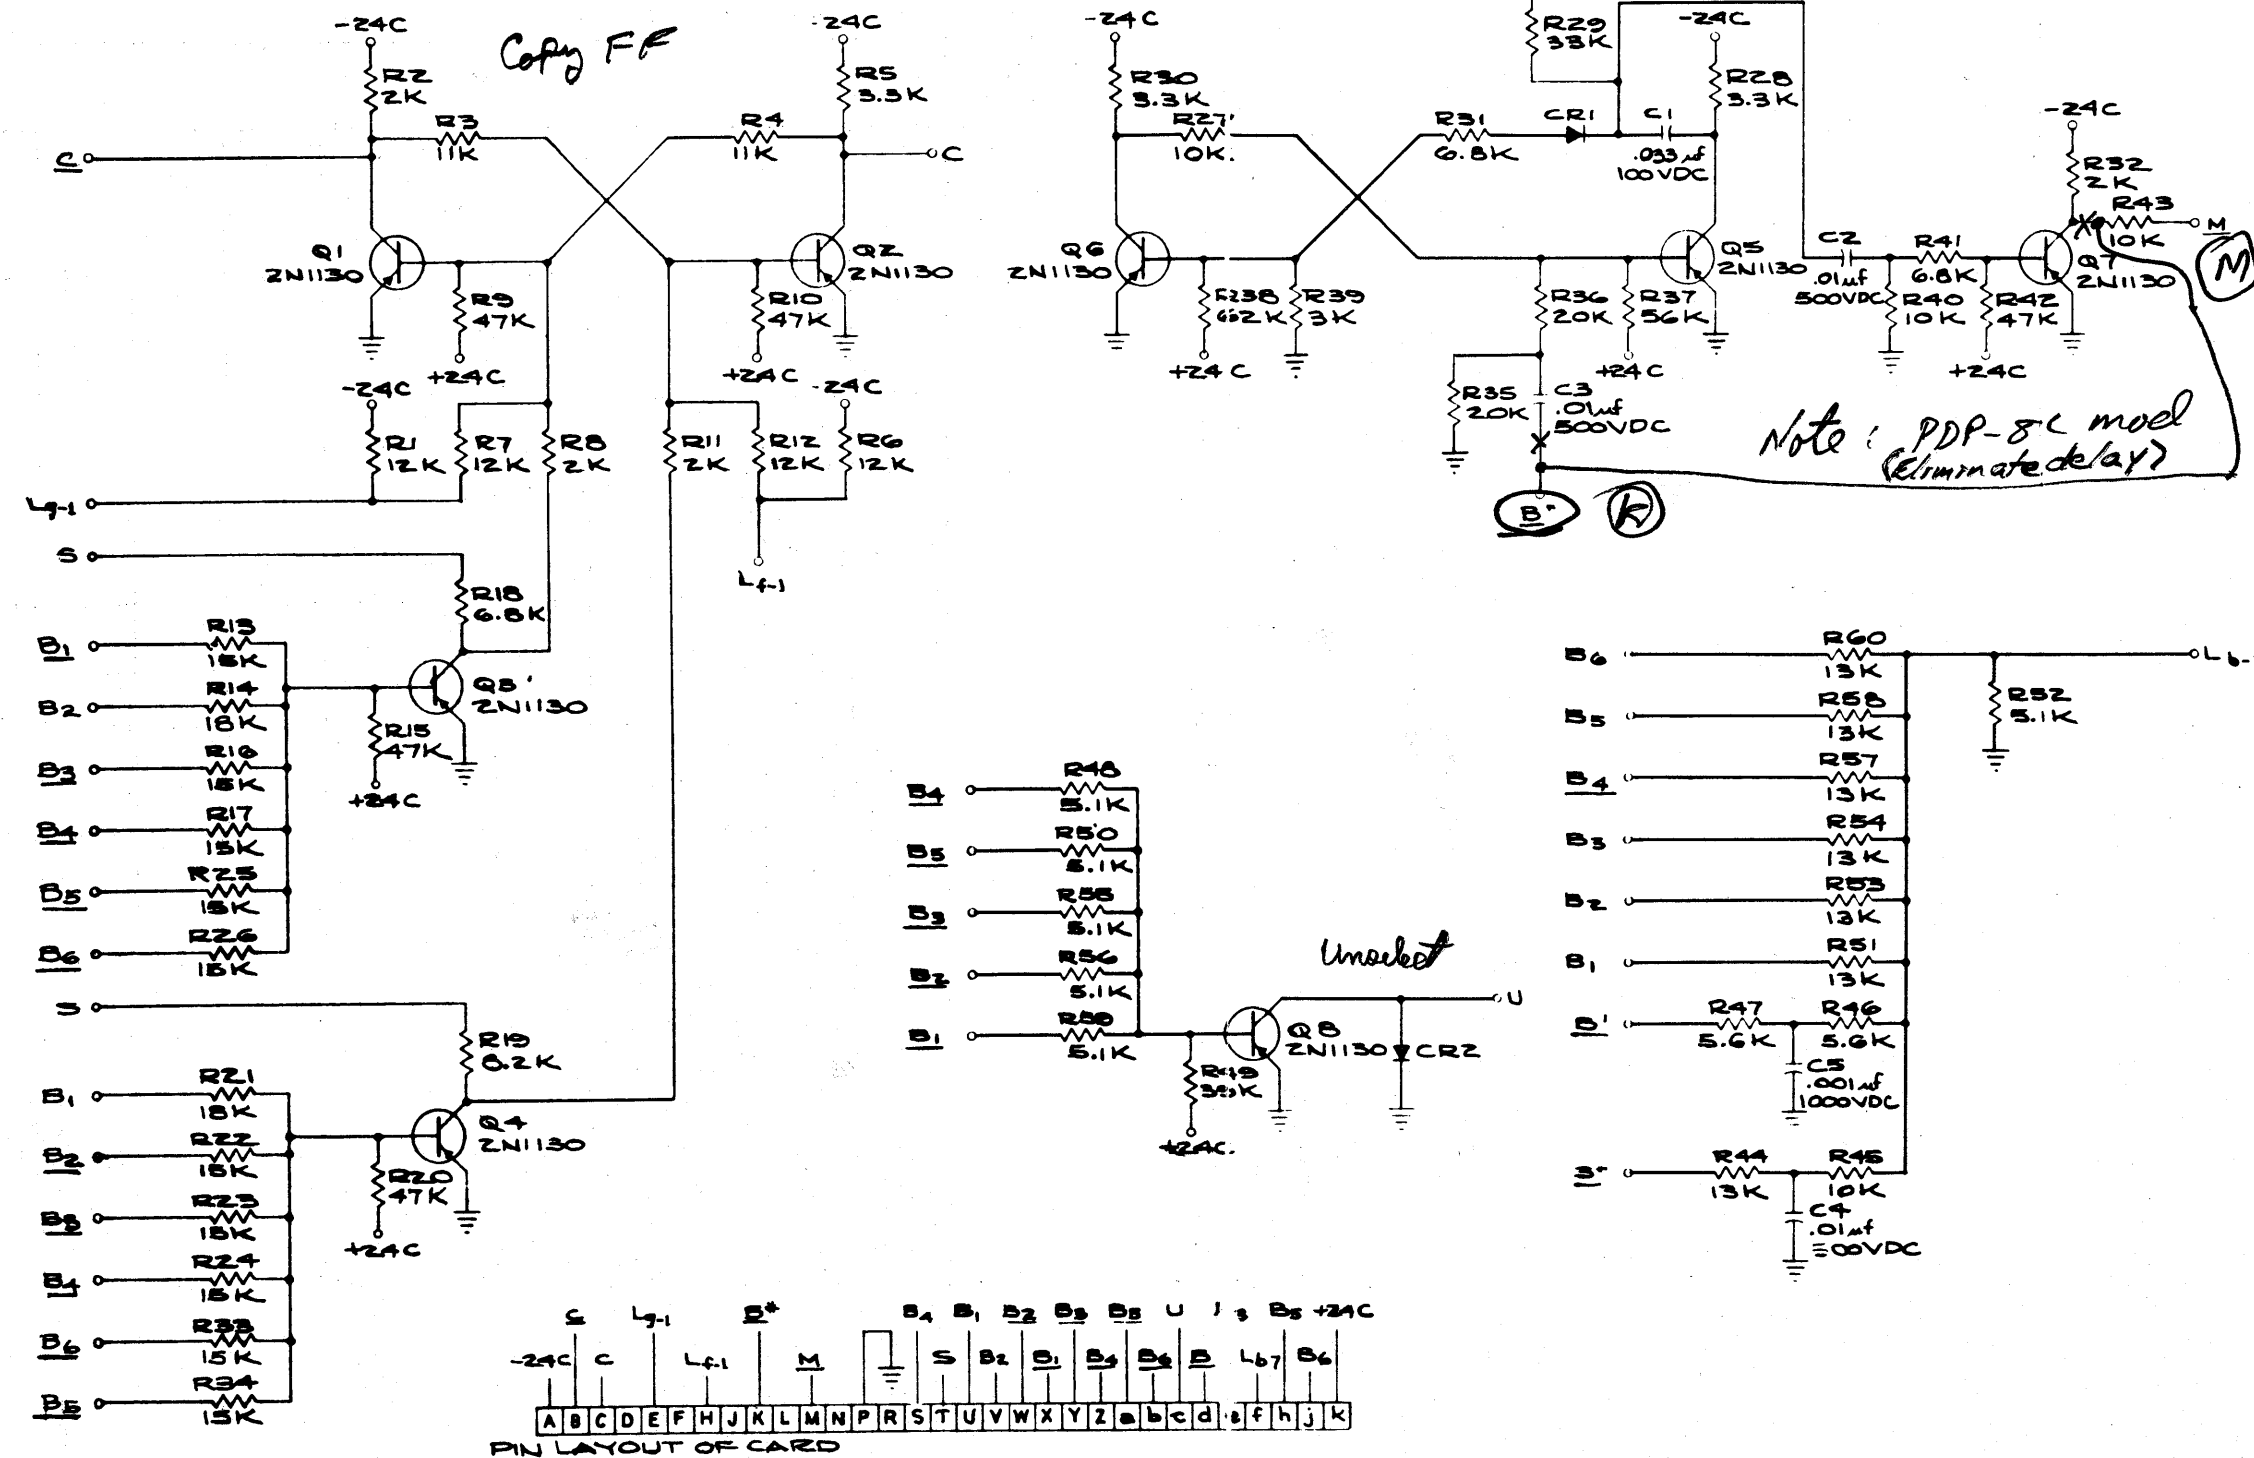 -24C
-24C
-24C
-24C
Copy FF
R2
2K
R5
3.3K
R30
3.3K
R29
33K
R28
3.3K
-24C
R3
11K
R4
11K
R27
10K.
R31
6.8K
CR1
C1
.033μf
100VDC
R32
2K
R43
10K
M
C
C
Q1
2N1130
Q2
2N1130
Q6
2N1130
Q5
2N1130
C2
.01μf
500VDC
R41
6.8K
Q7
2N1130
M
R9
47K
R10
47K
R38
R39
3K
R36
20K
R37
56K
R40
10K
R42
47K
+24C
+24C
+24C
+24C
+24C
-24C
-24C
R35
20K
C3
.01μf
500VDC
R1
12K
R7
12K
R8
2K
R11
2K
R12
12K
R6
12K
Note: PDP-8C mod
(Eliminate delay)
Lg-1
B*
K
S
Lf-1
R18
6.8K
B1
R13
15K
B2
R14
18K
Q3
2N1130
B3
R16
15K
R15
47K
+24C
B4
R17
15K
B5
R25
15K
B6
R26
15K
S
R19
8.2K
B1
R21
18K
Q4
2N1130
B2
R22
15K
R20
47K
B3
R23
15K
+24C
B4
R24
15K
B6
R33
15K
B5
R34
15K
B4
R48
5.1K
B5
R50
5.1K
B3
R55
5.1K
B2
R56
5.1K
B1
R59
5.1K
Unselect
U
Q8
2N1130
CR2
R49
+24C.
B6
R60
13K
Lb-
B5
R58
13K
R52
5.1K
B4
R57
13K
B3
R54
13K
B2
R53
13K
B1
R51
13K
B'
R47
5.6K
R46
5.6K
C5
.001μf
1000VDC
R44
13K
R45
10K
C4
.01μf
C Lg-1 B* B4 B1 B2 B3 B5 U B5 +24C
-24C C Lf-1 M S B2 B1 B4 B6 B Lb7 B6
A B C D E F H J K L M N P R S T U V W X Y Z a b c d e f h j k
PIN LAYOUT OF CARD